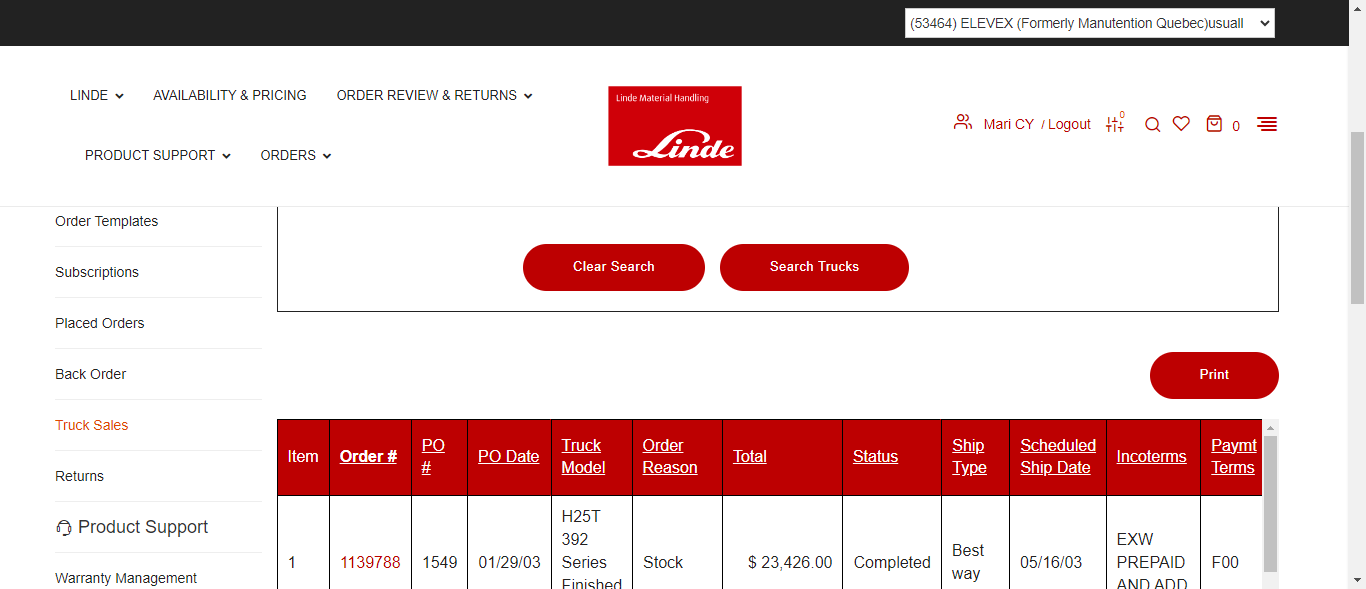 (53464) ELEVEX (Formerly Manutention Quebec)usuall
LINDE
AVAILABILITY & PRICING
ORDER REVIEW & RETURNS
PRODUCT SUPPORT
ORDERS
Linde Material Handling
Linde
Mari CY / Logout
0
0
Order Templates
Subscriptions
Placed Orders
Back Order
Truck Sales
Returns
Product Support
Warranty Management
Clear Search
Search Trucks
Print
Item
Order #
PO
#
PO Date
Truck
Model
Order
Reason
Total
Status
Ship
Type
Scheduled
Ship Date
Incoterms
Paymt
Terms
1
1139788
1549
01/29/03
H25T
392
Series
Finished
Stock
$ 23,426.00
Completed
Best
way
05/16/03
EXW
PREPAID
AND ADD
F00